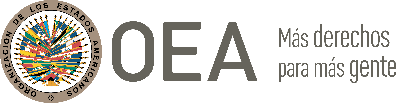 ORGANIZACIÓN DE LOS ESTADOS AMERICANOS
OEA
Más derechos
para más gente